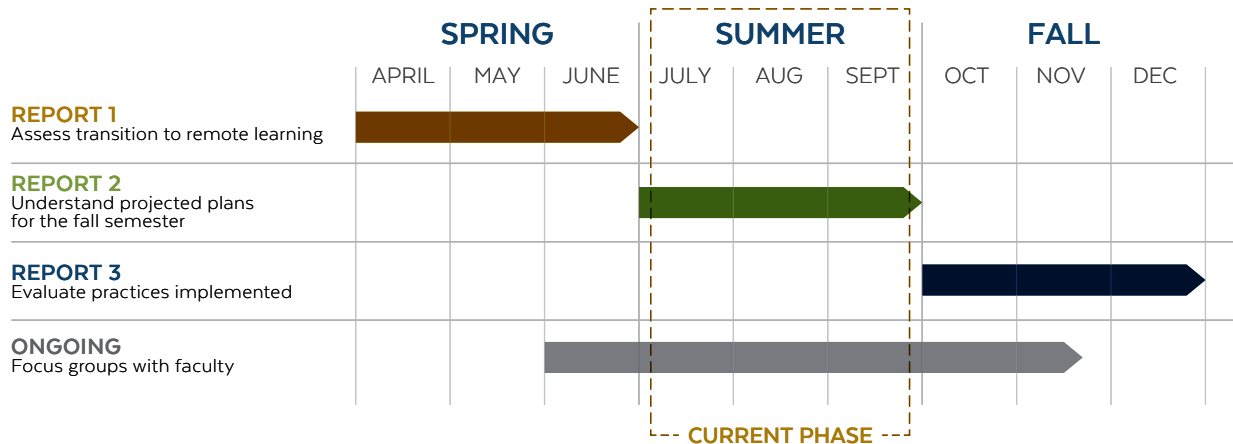 SPRING SUMMER FALL
APRIL MAY JUNE JULY AUG SEPT OCT NOV DEC
REPORT 1
Assess transition to remote learning
REPORT 2
Understand projected plans
for the fall semester
REPORT 3
Evaluate practices implemented
ONGOING
Focus groups with faculty
CURRENT PHASE